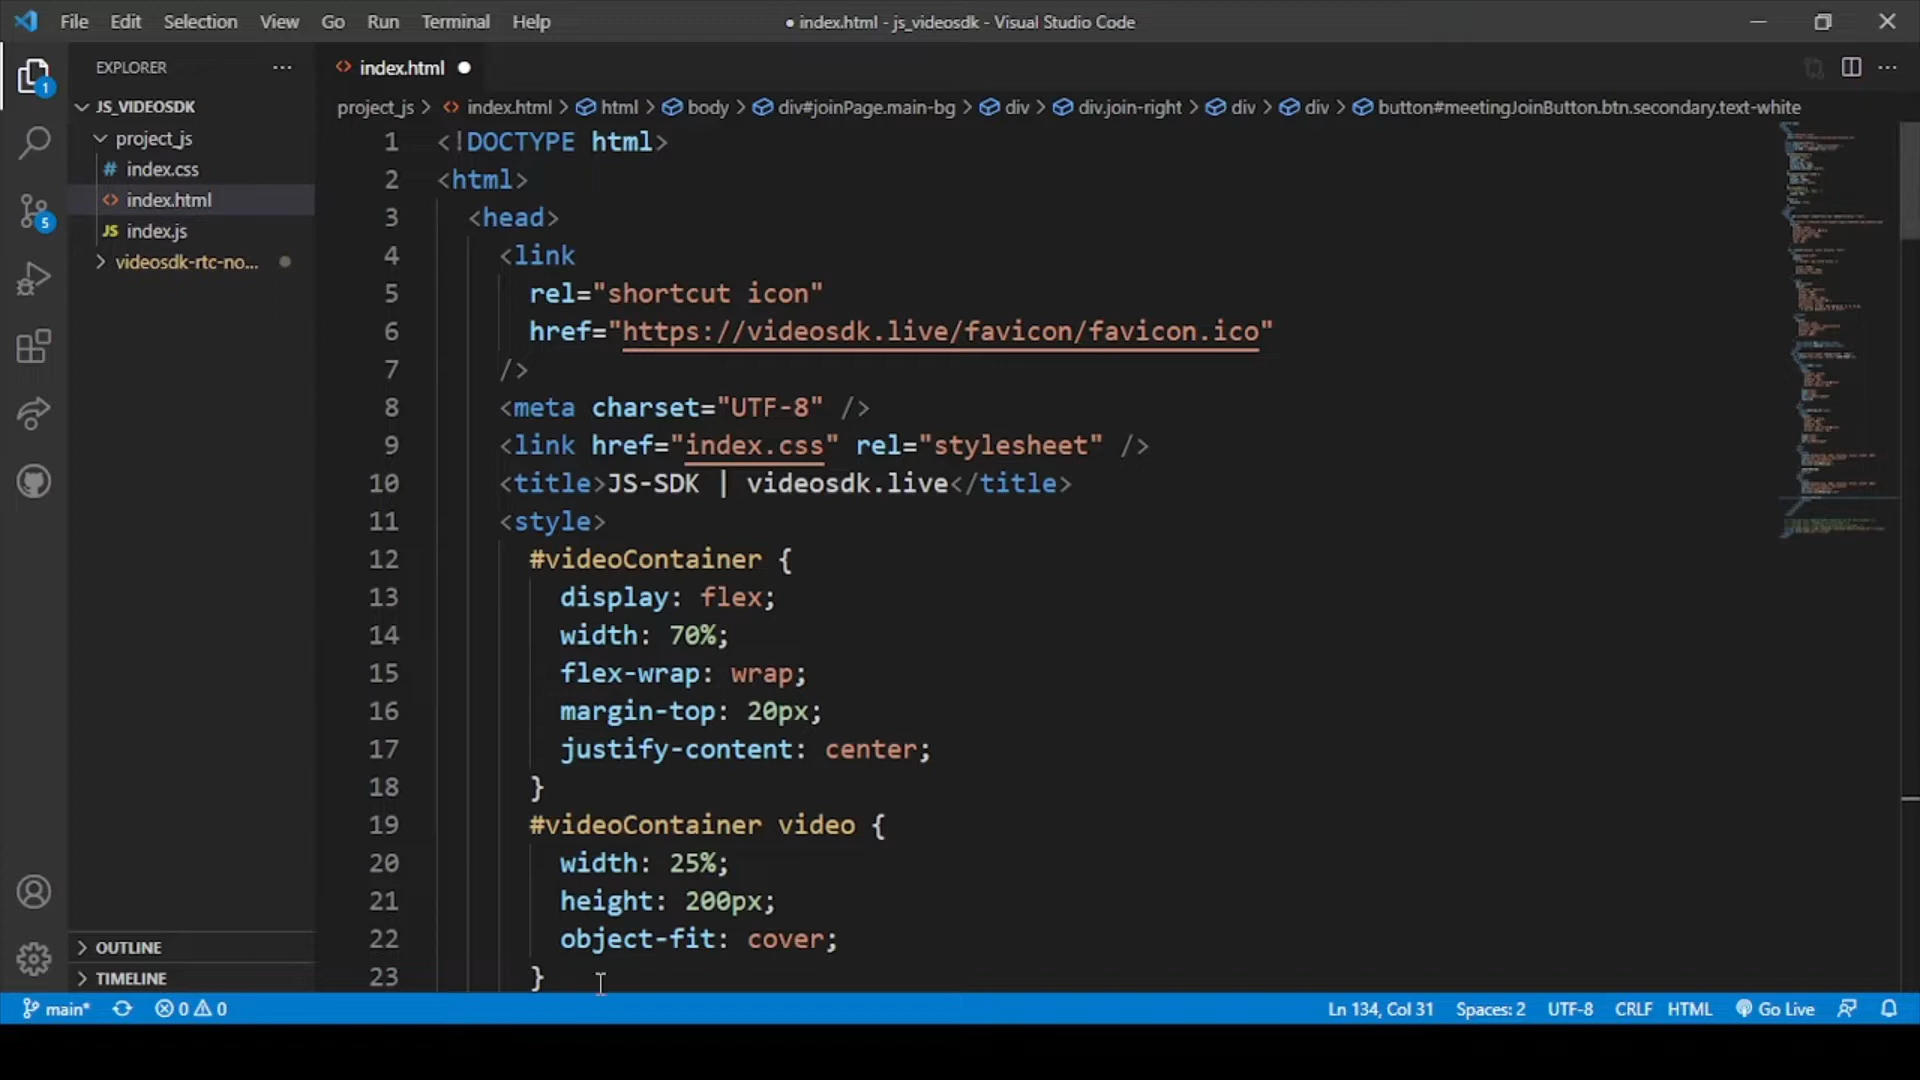 File Edit Selection View Go Run Terminal Help ● index.html - js_videosdk - Visual Studio Code
EXPLORER ··· <> index.html ●
1
JS_VIDEOSDK
project_js > <> index.html > html > body > div#joinPage.main-bg > div > div.join-right > div > div > button#meetingJoinButton.btn.secondary.text-white
project_js
# index.css
<> index.html
JS index.js
5
videosdk-rtc-no...
1 <!DOCTYPE html>
2 <html>
3 <head>
4 <link
5 rel="shortcut icon"
6 href="https://videosdk.live/favicon/favicon.ico"
7 />
8 <meta charset="UTF-8" />
9 <link href="index.css" rel="stylesheet" />
10 <title>JS-SDK | videosdk.live</title>
11 <style>
12 #videoContainer {
13 display: flex;
14 width: 70%;
15 flex-wrap: wrap;
16 margin-top: 20px;
17 justify-content: center;
18 }
19 #videoContainer video {
20 width: 25%;
21 height: 200px;
22 object-fit: cover;
23 }
OUTLINE
TIMELINE
main* 0 0 Ln 134, Col 31 Spaces: 2 UTF-8 CRLF HTML Go Live